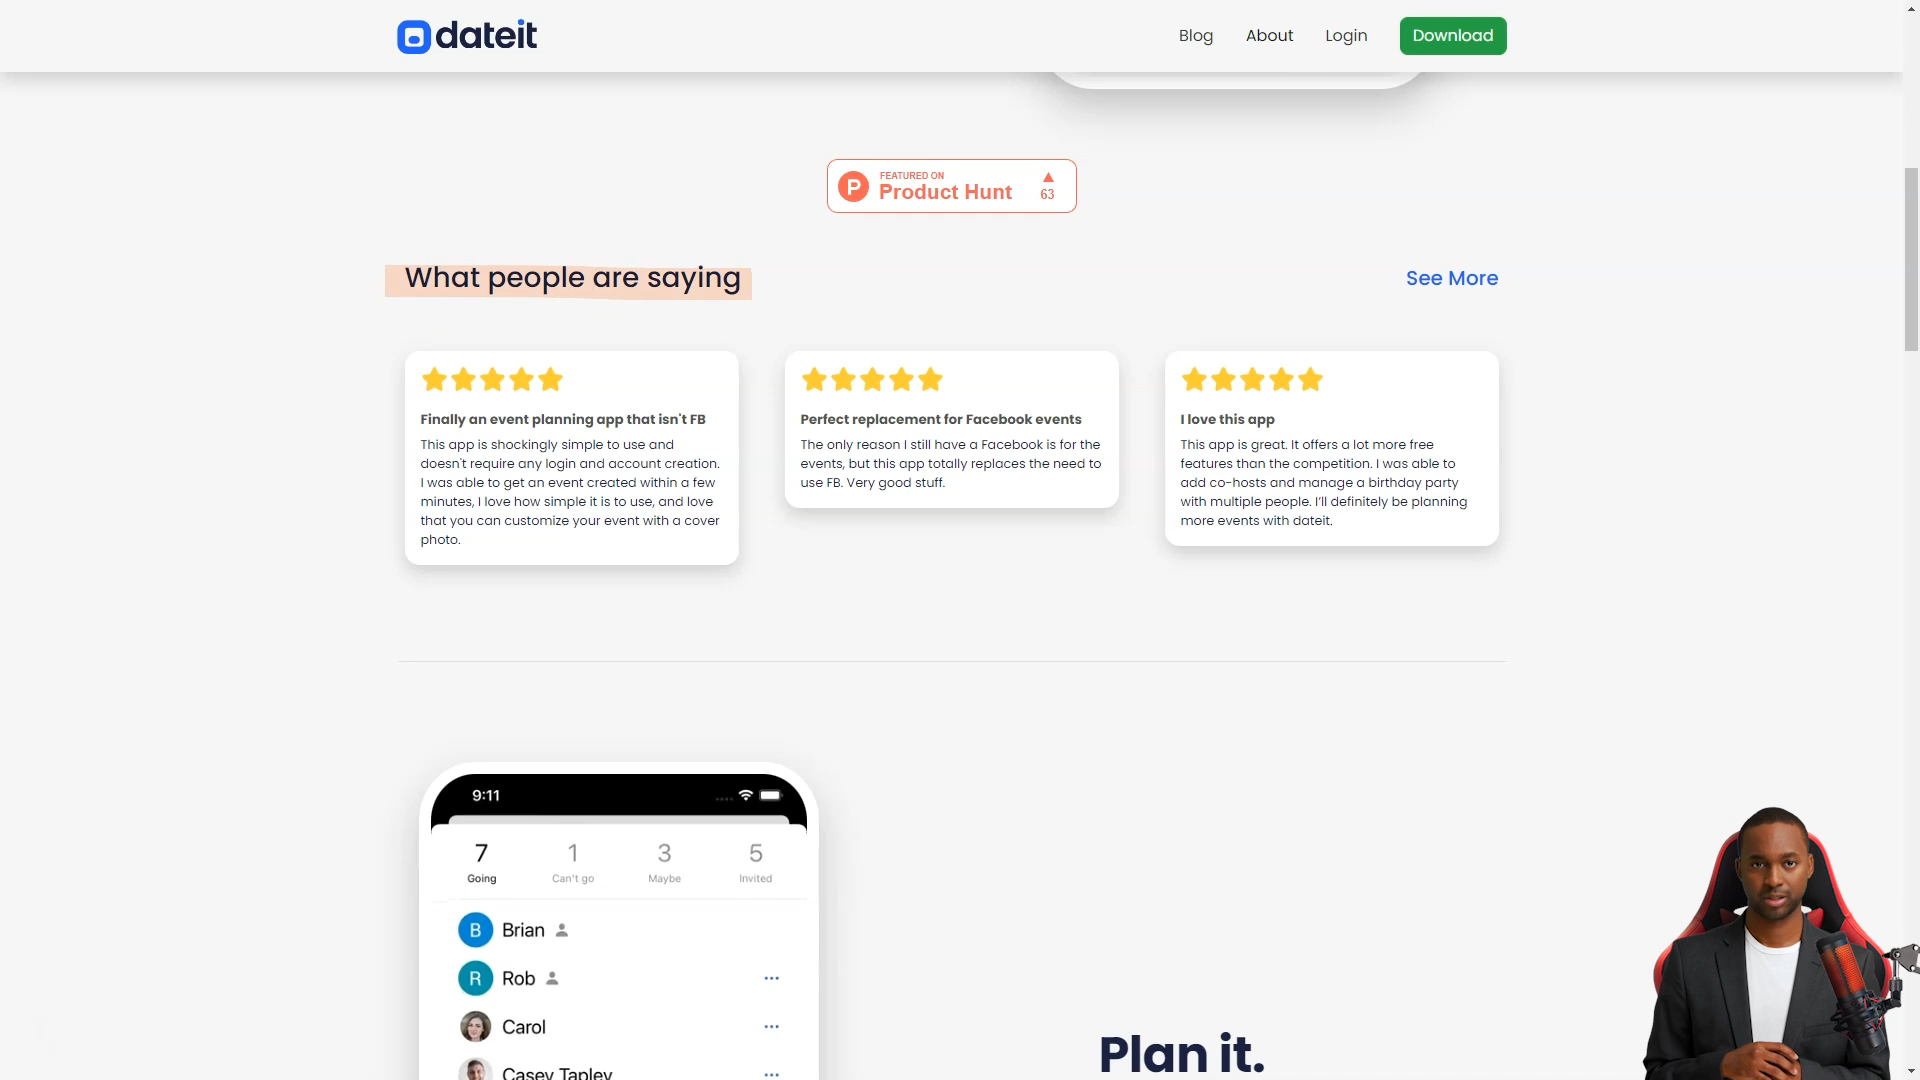 dateit
Blog
About
Login
Download
FEATURED ON
Product Hunt
63
What people are saying
See More
Finally an event planning app that isn't FB
This app is shockingly simple to use and
doesn't require any login and account creation.
I was able to get an event created within a few
minutes, I love how simple it is to use, and love
that you can customize your event with a cover
photo.
Perfect replacement for Facebook events
The only reason I still have a Facebook is for the
events, but this app totally replaces the need to
use FB. Very good stuff.
I love this app
This app is great. It offers a lot more free
features than the competition. I was able to
add co-hosts and manage a birthday party
with multiple people. I'll definitely be planning
more events with dateit.
9:11
7
Going
1
Can't go
3
Maybe
5
Invited
B
Brian
R
Rob
Carol
Casey Tapley
Plan it.